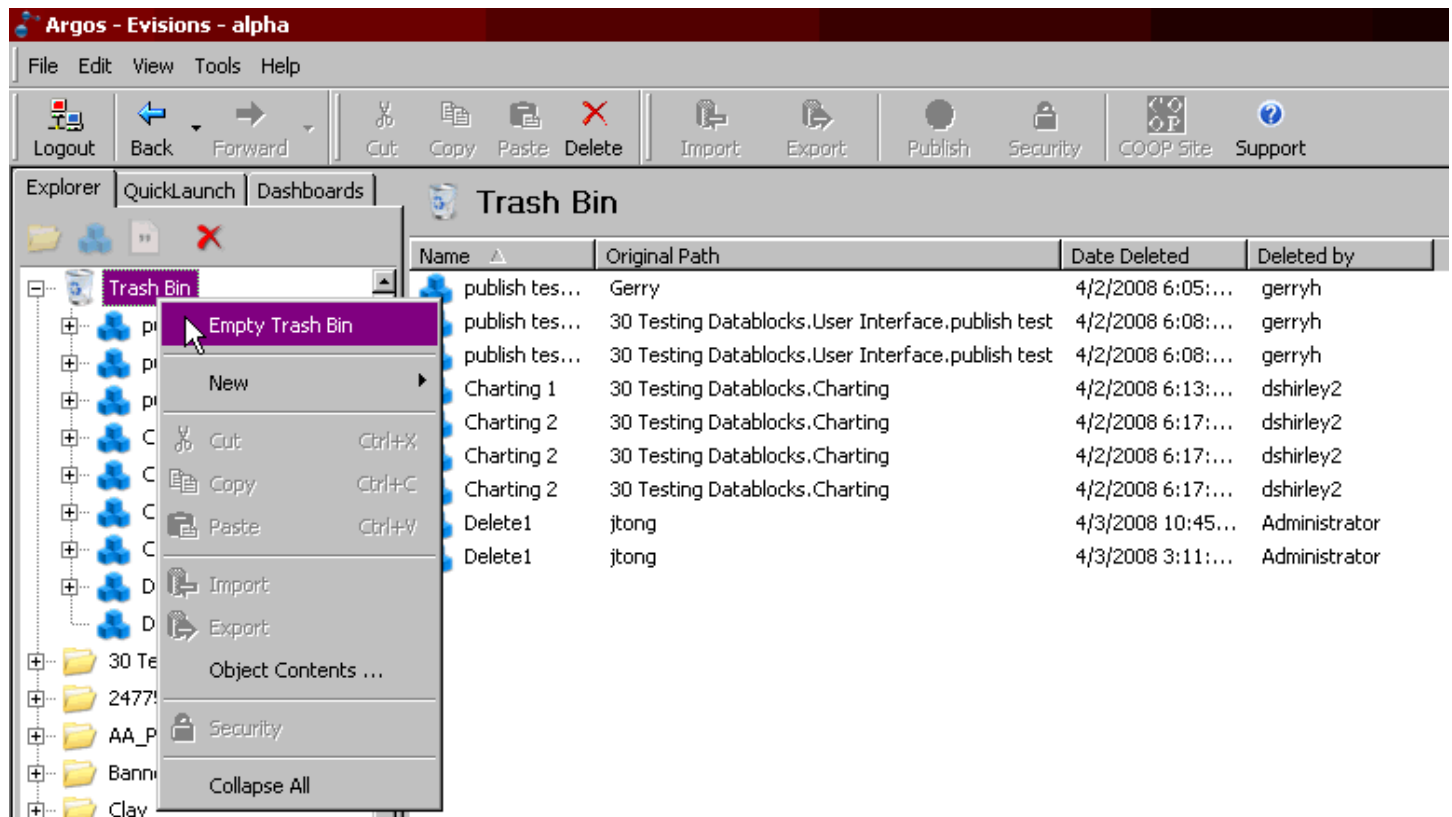 Argos - Evisions - alpha
File Edit View Tools Help
Logout Back Forward Cut Copy Paste Delete Import Export Publish Security COOP Site Support
Explorer QuickLaunch Dashboards
Trash Bin
Name Original Path Date Deleted Deleted by
Trash Bin
publish tes... Gerry 4/2/2008 6:05:... gerryh
publish tes... 30 Testing Datablocks.User Interface.publish test 4/2/2008 6:08:... gerryh
publish tes... 30 Testing Datablocks.User Interface.publish test 4/2/2008 6:08:... gerryh
Charting 1 30 Testing Datablocks.Charting 4/2/2008 6:13:... dshirley2
Charting 2 30 Testing Datablocks.Charting 4/2/2008 6:17:... dshirley2
Charting 2 30 Testing Datablocks.Charting 4/2/2008 6:17:... dshirley2
Charting 2 30 Testing Datablocks.Charting 4/2/2008 6:17:... dshirley2
Delete1 jtong 4/3/2008 10:45... Administrator
Delete1 jtong 4/3/2008 3:11:... Administrator
Empty Trash Bin
New
Cut Ctrl+X
Copy Ctrl+C
Paste Ctrl+V
Import
Export
Object Contents ...
Security
Collapse All
C
C
C
C
D
D
30 Te
2477
AA_P
Bann
Clay